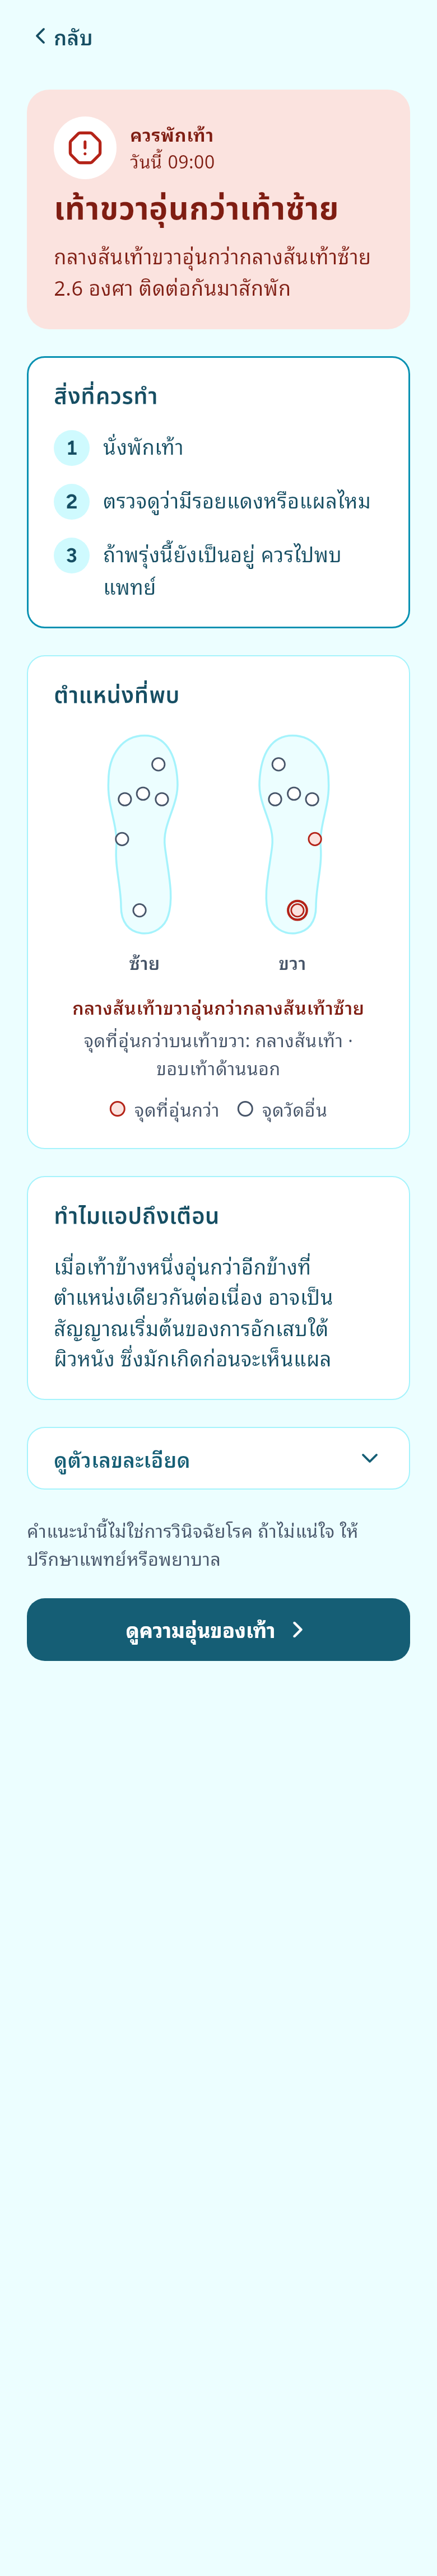 กลับ
ควรพักเท้า
วันนี้ 09:00
เท้าขวาอุ่นกว่าเท้าซ้าย
กลางส้นเท้าขวาอุ่นกว่ากลางส้นเท้าซ้าย
2.6 องศา ติดต่อกันมาสักพัก
สิ่งที่ควรทำ
1 นั่งพักเท้า
2 ตรวจดูว่ามีรอยแดงหรือแผลไหม
3 ถ้าพรุ่งนี้ยังเป็นอยู่ ควรไปพบ
แพทย์
ตำแหน่งที่พบ
ซ้าย ขวา
กลางส้นเท้าขวาอุ่นกว่ากลางส้นเท้าซ้าย
จุดที่อุ่นกว่าบนเท้าขวา: กลางส้นเท้า ·
ขอบเท้าด้านนอก
จุดที่อุ่นกว่า จุดวัดอื่น
ทำไมแอปถึงเตือน
เมื่อเท้าข้างหนึ่งอุ่นกว่าอีกข้างที่
ตำแหน่งเดียวกันต่อเนื่อง อาจเป็น
สัญญาณเริ่มต้นของการอักเสบใต้
ผิวหนัง ซึ่งมักเกิดก่อนจะเห็นแผล
ดูตัวเลขละเอียด
คำแนะนำนี้ไม่ใช่การวินิจฉัยโรค ถ้าไม่แน่ใจ ให้
ปรึกษาแพทย์หรือพยาบาล
ดูความอุ่นของเท้า